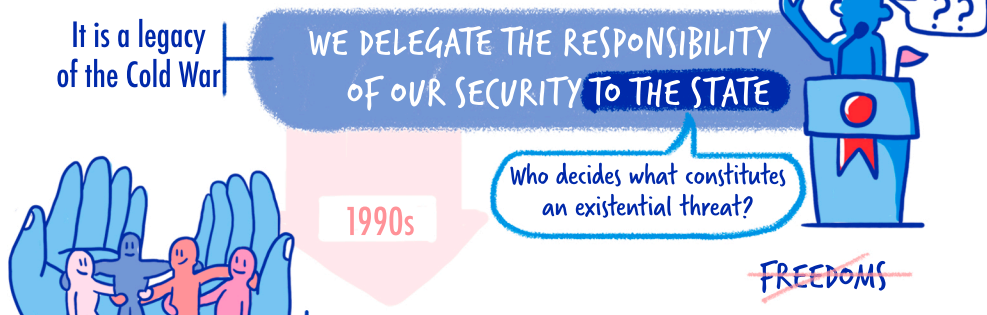 It is a legacy
of the Cold War
WE DELEGATE THE RESPONSIBILITY
OF OUR SECURITY TO THE STATE
??
Who decides what constitutes
an existential threat?
1990s
FREEDOMS